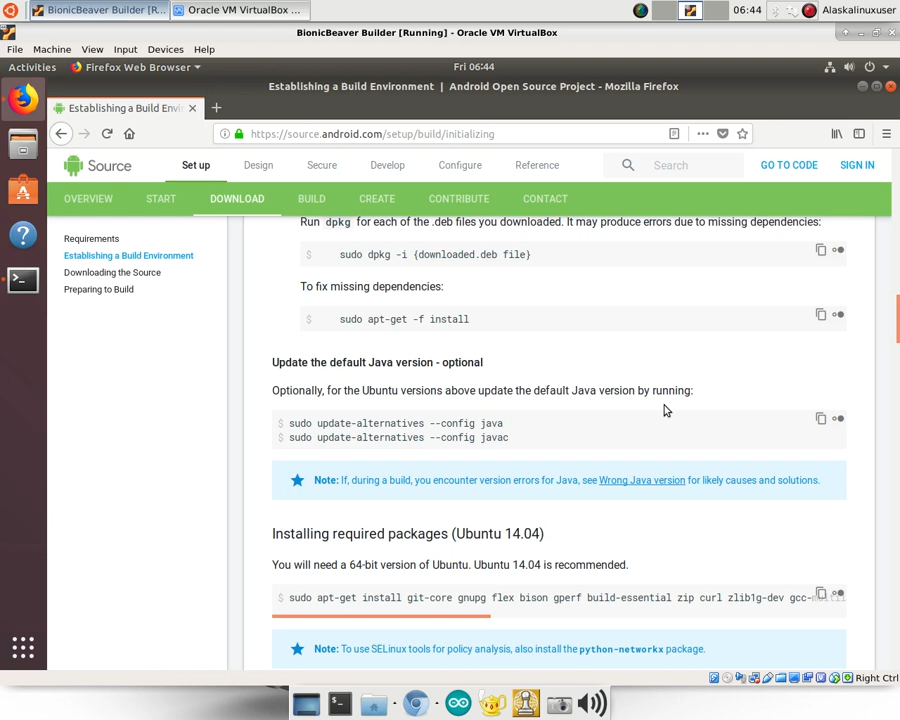 BionicBeaver Builder [R...
Oracle VM VirtualBox ...
06:44
Alaskalinuxuser
BionicBeaver Builder [Running] - Oracle VM VirtualBox
File Machine View Input Devices Help
Activities Firefox Web Browser Fri 06:44
Establishing a Build Environment | Android Open Source Project - Mozilla Firefox
Establishing a Build Envi
https://source.android.com/setup/build/initializing
Source Set up Design Secure Develop Configure Reference Search GO TO CODE SIGN IN
OVERVIEW START DOWNLOAD BUILD CREATE CONTRIBUTE CONTACT
Requirements
Establishing a Build Environment
Downloading the Source
Preparing to Build
Run dpkg for each of the .deb files you downloaded. It may produce errors due to missing dependencies:
$ sudo dpkg -i {downloaded.deb file}
To fix missing dependencies:
$ sudo apt-get -f install
Update the default Java version - optional
Optionally, for the Ubuntu versions above update the default Java version by running:
$ sudo update-alternatives --config java
$ sudo update-alternatives --config javac
Note: If, during a build, you encounter version errors for Java, see Wrong Java version for likely causes and solutions.
Installing required packages (Ubuntu 14.04)
You will need a 64-bit version of Ubuntu. Ubuntu 14.04 is recommended.
$ sudo apt-get install git-core gnupg flex bison gperf build-essential zip curl zlib1g-dev
Note: To use SELinux tools for policy analysis, also install the python-networkx package.
Right Ctrl